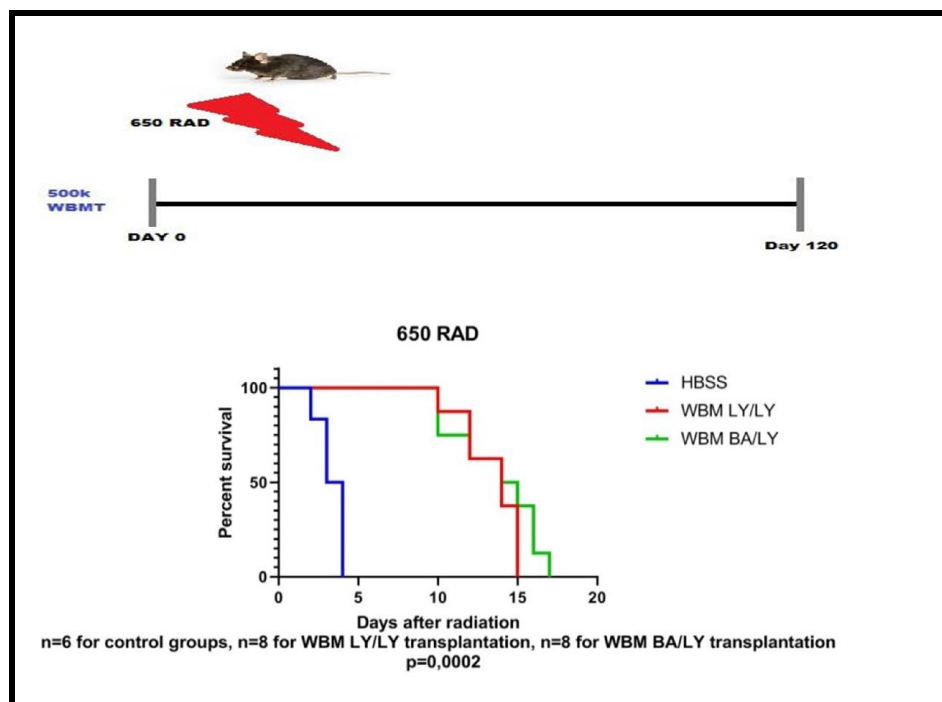 650 RAD
500k
WBMT
DAY 0
Day 120
650 RAD
HBSS
WBM LY/LY
WBM BA/LY
Percent survival
100
50
0
0 5 10 15 20
Days after radiation
n=6 for control groups, n=8 for WBM LY/LY transplantation, n=8 for WBM BA/LY transplantation
p=0,0002